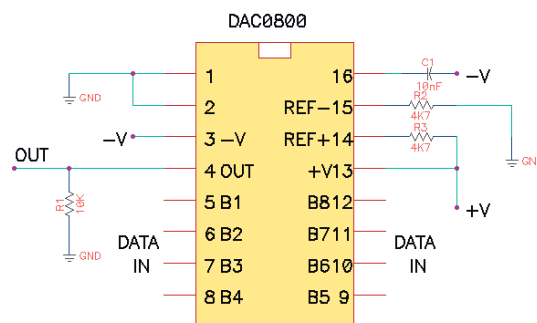 DAC0800
C1
10nF
-V
1
16
GND
2
REF-15
R2
4K7
-V
3 -V
REF+14
R3
4K7
OUT
4 OUT
+V13
GN
R1
10K
5 B1
B812
+V
6 B2
B711
DATA
IN
DATA
IN
7 B3
B610
GND
8 B4
B5 9